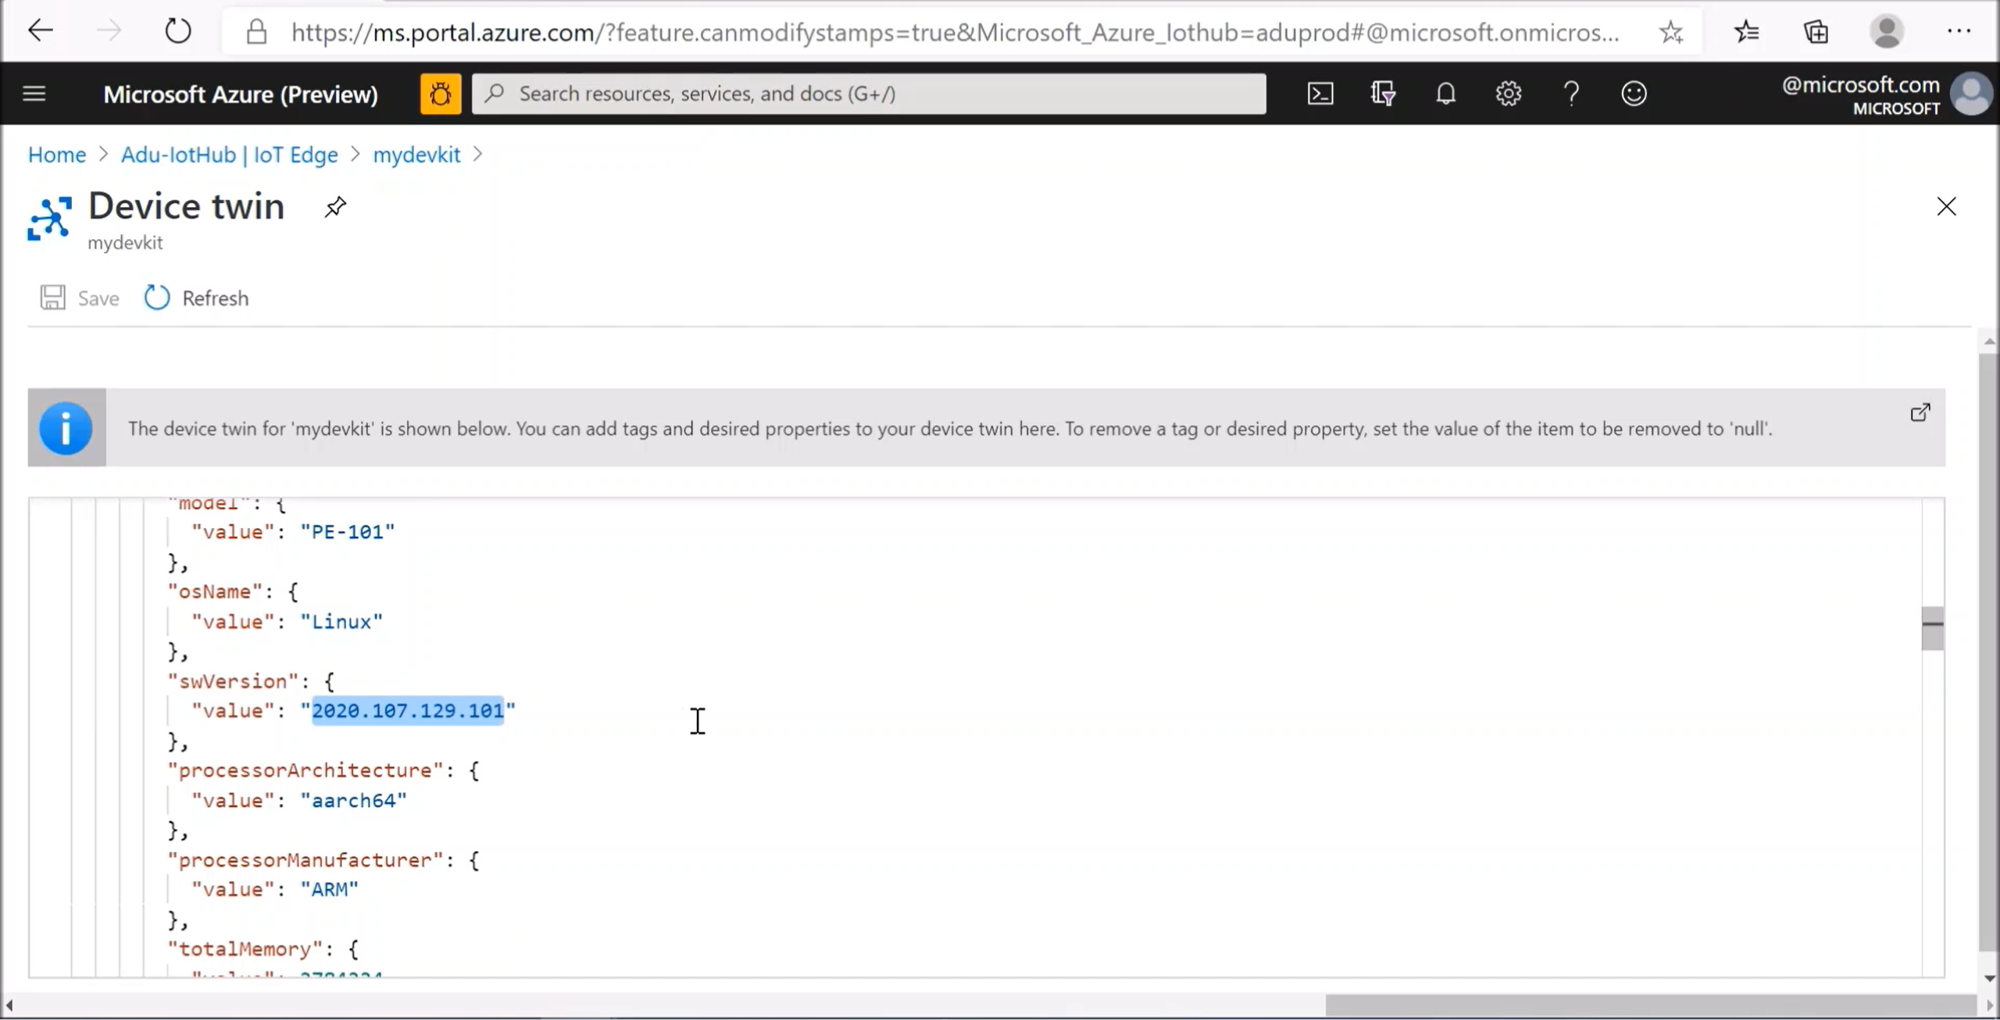 https://ms.portal.azure.com/?feature.canmodifystamps=true&Microsoft_Azure_Iothub=aduprod#@microsoft.onmicros...
Microsoft Azure (Preview)
Search resources, services, and docs (G+/)
@microsoft.com
MICROSOFT
Home > Adu-IotHub | IoT Edge > mydevkit >
Device twin
mydevkit
Save Refresh
The device twin for 'mydevkit' is shown below. You can add tags and desired properties to your device twin here. To remove a tag or desired property, set the value of the item to be removed to 'null'.
"model": {
"value": "PE-101"
},
"osName": {
"value": "Linux"
},
"swVersion": {
"value": "2020.107.129.101"
},
"processorArchitecture": {
"value": "aarch64"
},
"processorManufacturer": {
"value": "ARM"
},
"totalMemory": {
"value":